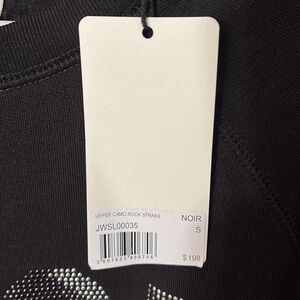 UPPER CAMO ROCK STRASS
JWSL00035
NOIR
S
$ 198